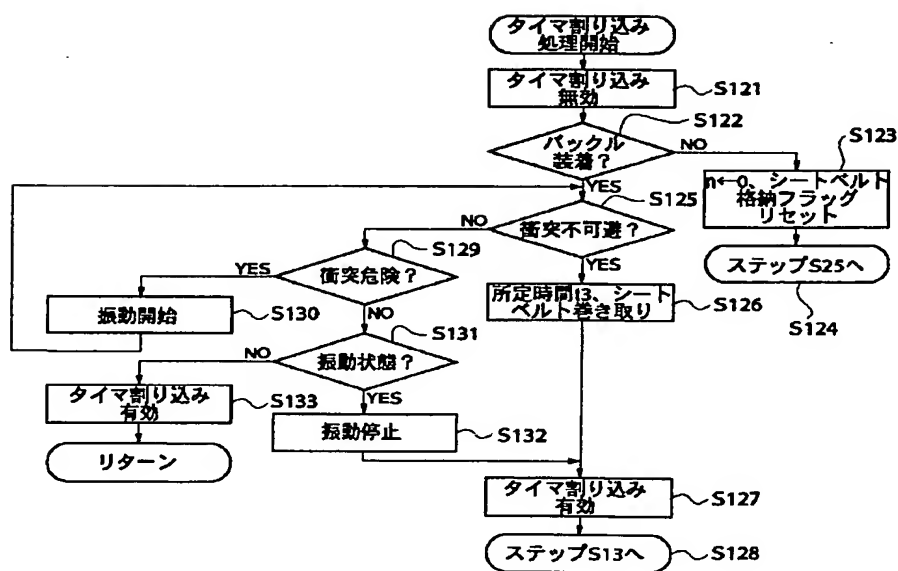 タイマ割り込み
処理開始
タイマ割り込み
無効
S121
バックル
装着？
S122
NO
YES
S123
n←0、シートベルト
格納フラッグ
リセット
ステップS25へ
S124
衝突不可避？
S125
NO
YES
所定時間t3、シート
ベルト巻き取り
S126
衝突危険？
S129
YES
NO
振動開始
S130
振動状態？
S131
NO
YES
タイマ割り込み
有効
S133
リターン
振動停止
S132
タイマ割り込み
有効
S127
ステップS13へ
S128